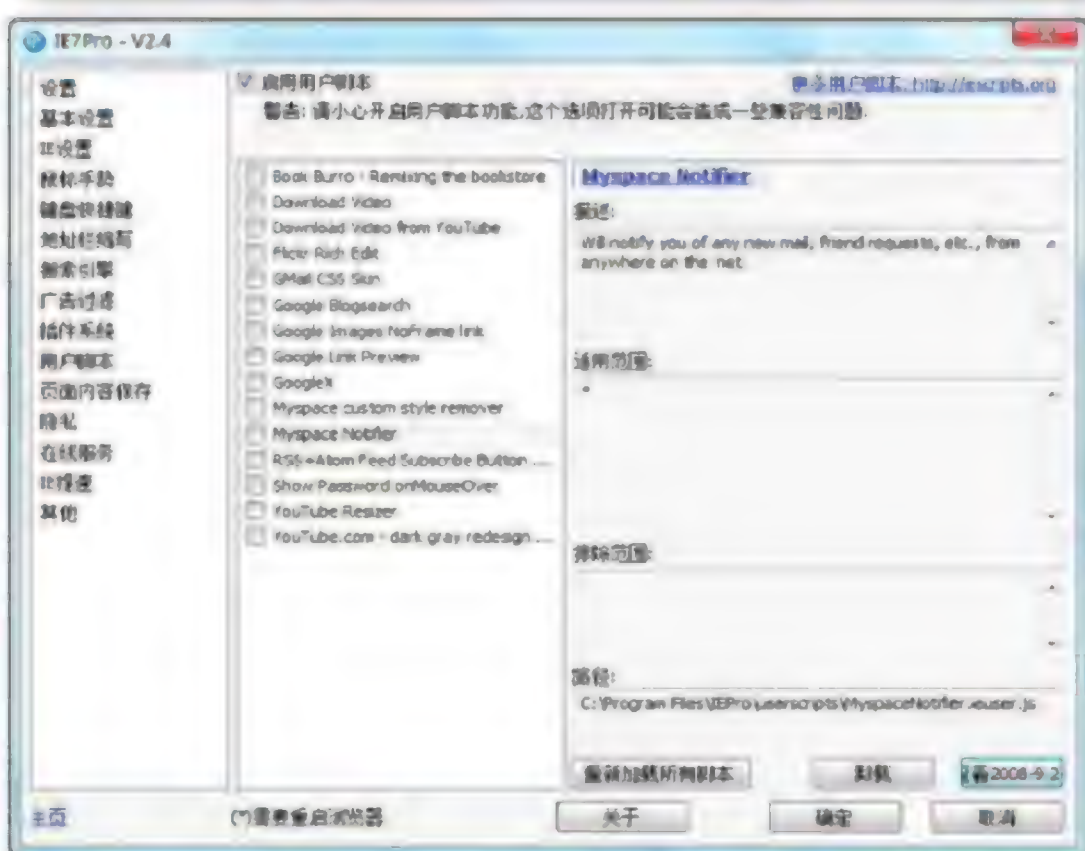 IE7Pro - V2.4
设置
基本设置
IE设置
鼠标手势
键盘快捷键
地址栏缩写
搜索引擎
广告过滤
插件系统
用户脚本
页面内容保存
隐私
在线服务
IE提速
其他
主页
启用用户脚本
更多用户脚本: http://iescripts.org
警告: 请小心开启用户脚本功能,这个选项打开可能会造成一些兼容性问题.
Book Burro - Remixing the bookstore
Download Video
Download Video from YouTube
Flickr Rich Edit
GMail CSS Skin
Google Blogsearch
Google Images Noframe link
Google Link Preview
GoogleX
Myspace custom style remover
Myspace Notifier
RSS+Atom Feed Subscribe Button ...
Show Password onMouseOver
YouTube Resizer
YouTube.com - dark gray redesign ...
Myspace Notifier
描述:
Will notify you of any new mail, friend requests, etc., from
anywhere on the net
适用范围:
*
排除范围:
路径:
C:\Program Files\IEPro\userscripts\MyspaceNotifier.ieuser.js
重新加载所有脚本
卸载
2008-9-2
(*)需要重启浏览器
关于
确定
取消